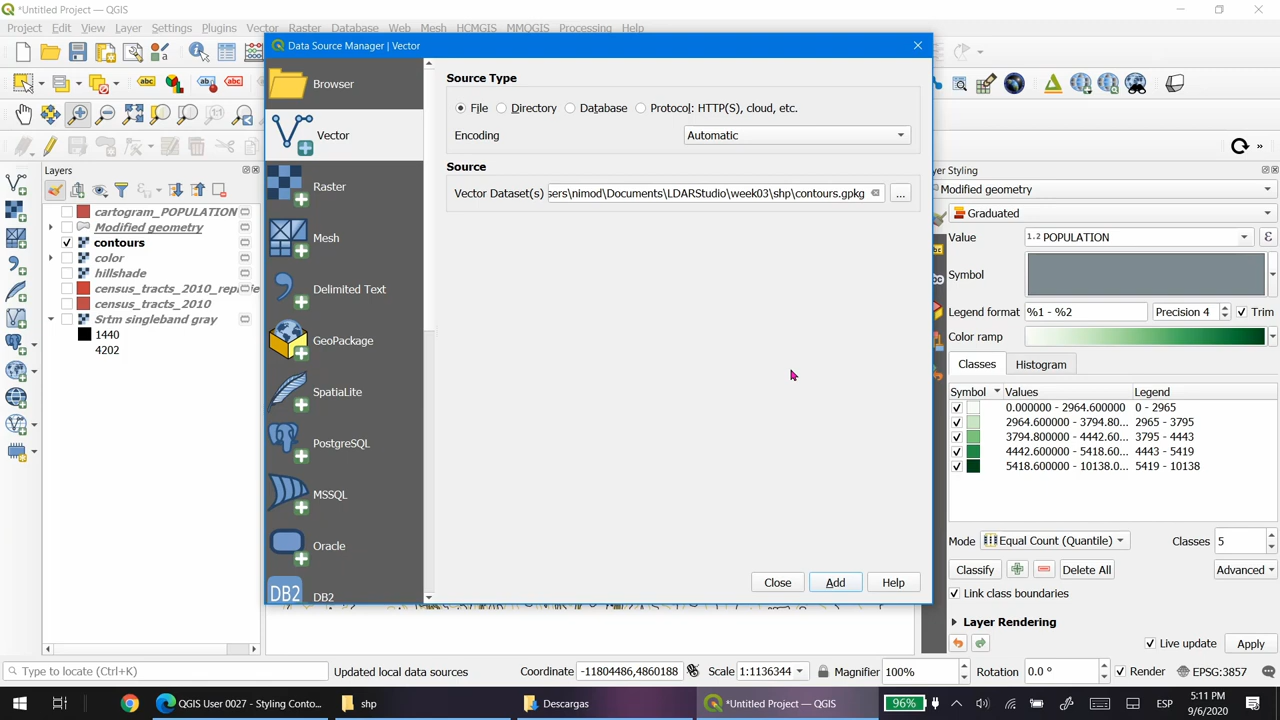 *Untitled Project — QGIS
Project Edit View Layer Settings Plugins Vector Raster Database Web Mesh HCMGIS MMQGIS Processing Help
Data Source Manager | Vector
Browser
Vector
Raster
Mesh
Delimited Text
GeoPackage
SpatiaLite
PostgreSQL
MSSQL
Oracle
DB2
Source Type
File Directory Database Protocol: HTTP(S), cloud, etc.
Encoding Automatic
Source
Vector Dataset(s) sers\nimod\Documents\LDARStudio\week03\shp\contours.gpkg ...
Close Add Help
Layers
cartogram_POPULATION
Modified geometry
contours
color
hillshade
census_tracts_2010_reproje
census_tracts_2010
Srtm singleband gray
1440
4202
ayer Styling
Modified geometry
Graduated
Value 1.2 POPULATION ε
Symbol
Legend format %1 - %2 Precision 4 Trim
Color ramp
Classes Histogram
Symbol Values Legend
0.000000 - 2964.600000 0 - 2965
2964.600000 - 3794.80... 2965 - 3795
3794.800000 - 4442.60... 3795 - 4443
4442.600000 - 5418.60... 4443 - 5419
5418.600000 - 10138.0... 5419 - 10138
Mode Equal Count (Quantile) Classes 5
Classify Delete All Advanced
Link class boundaries
Layer Rendering
Live update Apply
Type to locate (Ctrl+K) Updated local data sources Coordinate -11804486,4860188 Scale 1:1136344 Magnifier 100% Rotation 0.0 ° Render EPSG:3857
QGIS User 0027 - Styling Conto... shp Descargas *Untitled Project — QGIS 96% ESP 5:11 PM
9/6/2020